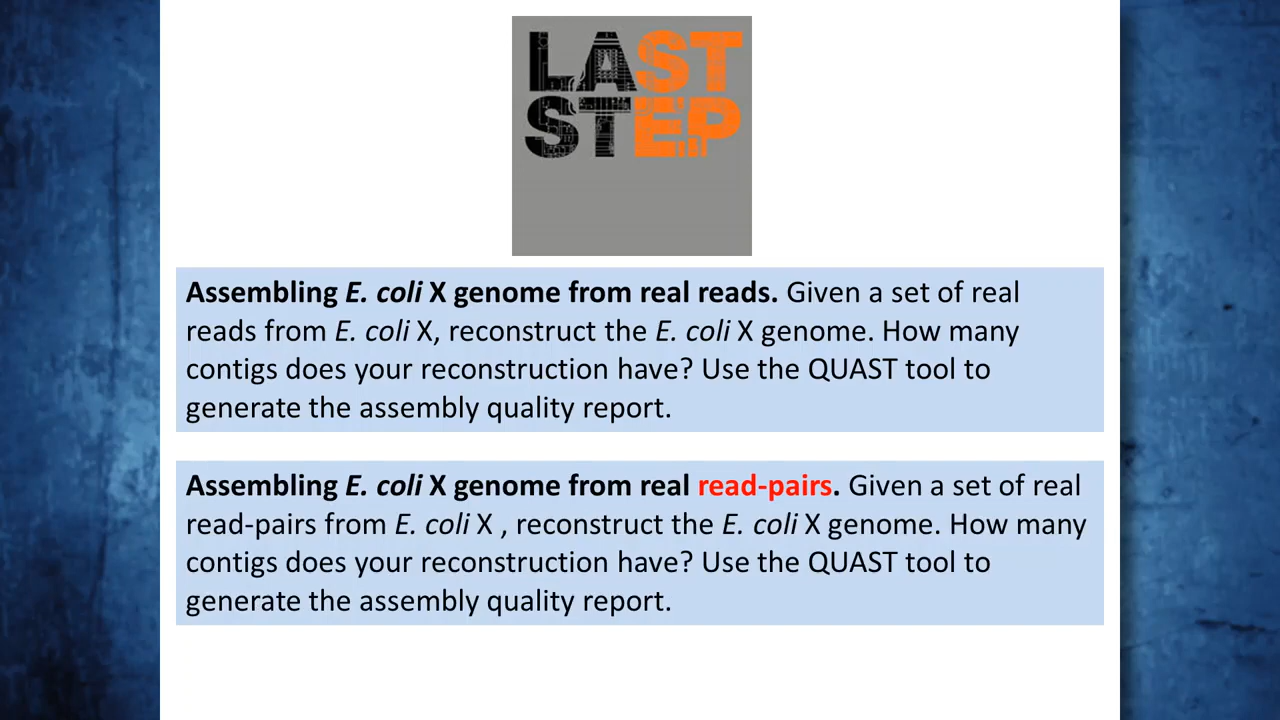 LAST
STEP
Assembling E. coli X genome from real reads. Given a set of real
reads from E. coli X, reconstruct the E. coli X genome. How many
contigs does your reconstruction have? Use the QUAST tool to
generate the assembly quality report.
Assembling E. coli X genome from real read-pairs. Given a set of real
read-pairs from E. coli X , reconstruct the E. coli X genome. How many
contigs does your reconstruction have? Use the QUAST tool to
generate the assembly quality report.